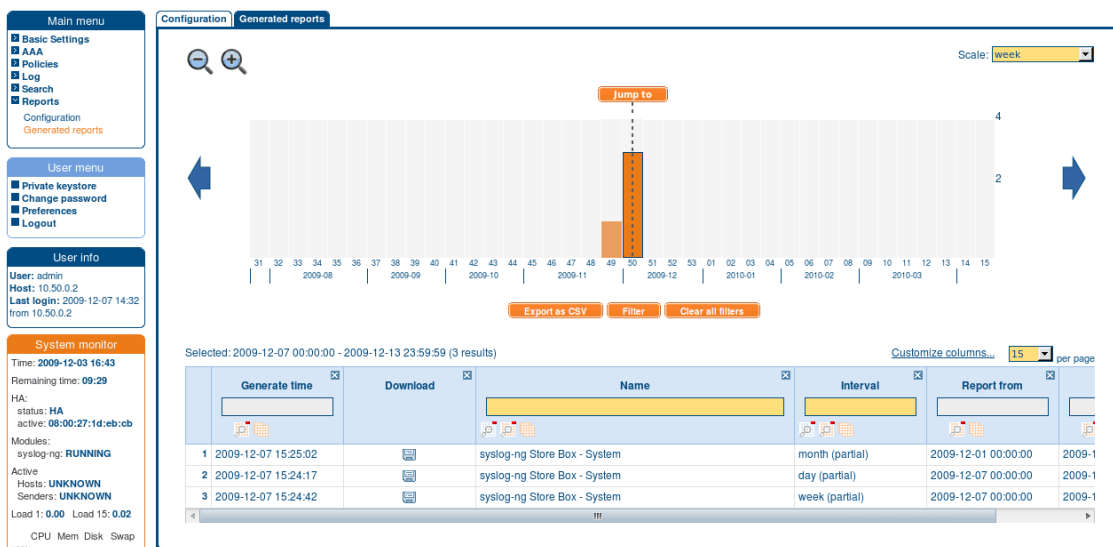 Main menu
Basic Settings
AAA
Policies
Log
Search
Reports
Configuration
Generated reports
User menu
Private keystore
Change password
Preferences
Logout
User info
User: admin
Host: 10.50.0.2
Last login: 2009-12-07 14:32
from 10.50.0.2
System monitor
Time: 2009-12-03 16:43
Remaining time: 09:29
HA:
status: HA
active: 08:00:27:1d:eb:cb
Modules:
syslog-ng: RUNNING
Active
Hosts: UNKNOWN
Senders: UNKNOWN
Load 1: 0.00 Load 15: 0.02
CPU Mem Disk Swap
Configuration Generated reports
Scale: week
Jump to
4
2
31 32 33 34 35 36 37 38 39 40 41 42 43 44 45 46 47 48 49 50 51 52 53 01 02 03 04 05 06 07 08 09 10 11 12 13 14 15
2009-08 2009-09 2009-10 2009-11 2009-12 2010-01 2010-02 2010-03
Export as CSV Filter Clear all filters
Selected: 2009-12-07 00:00:00 - 2009-12-13 23:59:59 (3 results) Customize columns... 15 per page
Generate time Download Name Interval Report from
1 2009-12-07 15:25:02 syslog-ng Store Box - System month (partial) 2009-12-01 00:00:00 2009-1
2 2009-12-07 15:24:17 syslog-ng Store Box - System day (partial) 2009-12-07 00:00:00 2009-1
3 2009-12-07 15:24:42 syslog-ng Store Box - System week (partial) 2009-12-07 00:00:00 2009-1